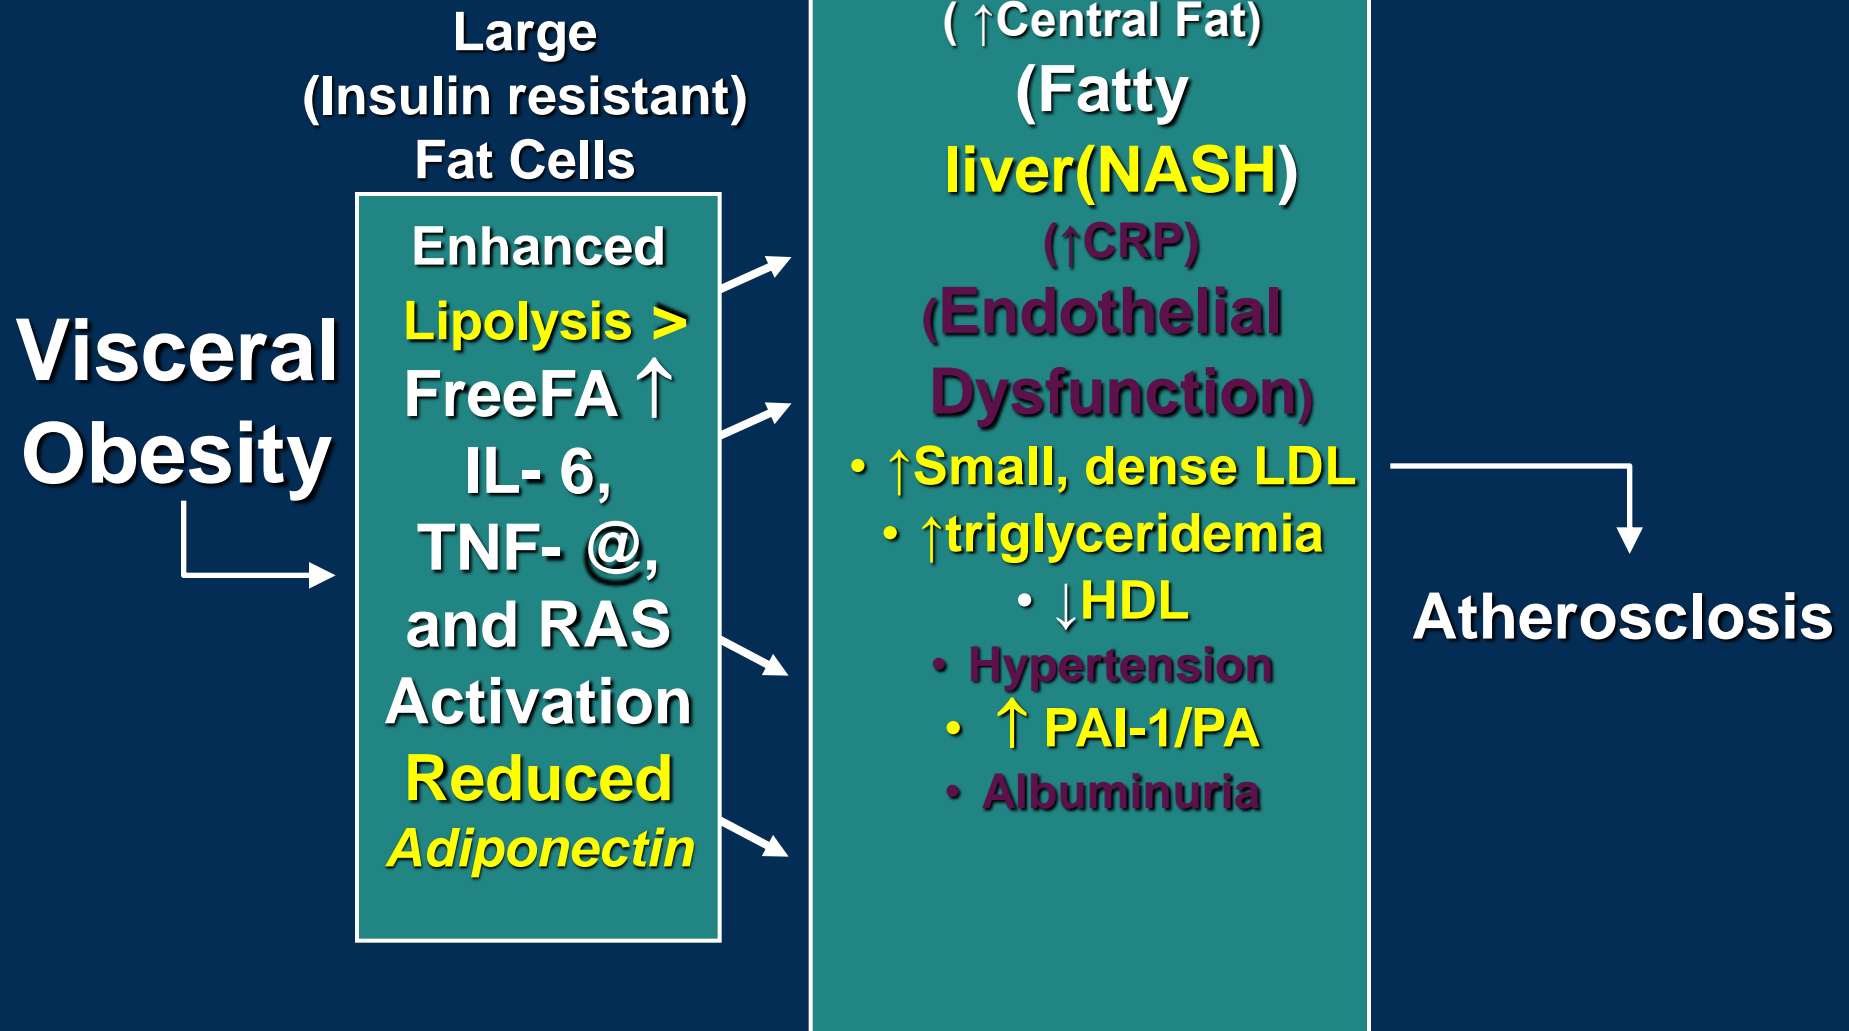 Visceral
Obesity
Large
(Insulin resistant)
Fat Cells
Enhanced
Lipolysis >
FreeFA ↑
IL- 6,
TNF- @,
and RAS
Activation
Reduced
Adiponectin
( ↑Central Fat)
(Fatty
liver(NASH)
(↑CRP)
(Endothelial
Dysfunction)
• ↑Small, dense LDL
• ↑triglyceridemia
• ↓HDL
• Hypertension
• ↑ PAI-1/PA
• Albuminuria
Atherosclosis